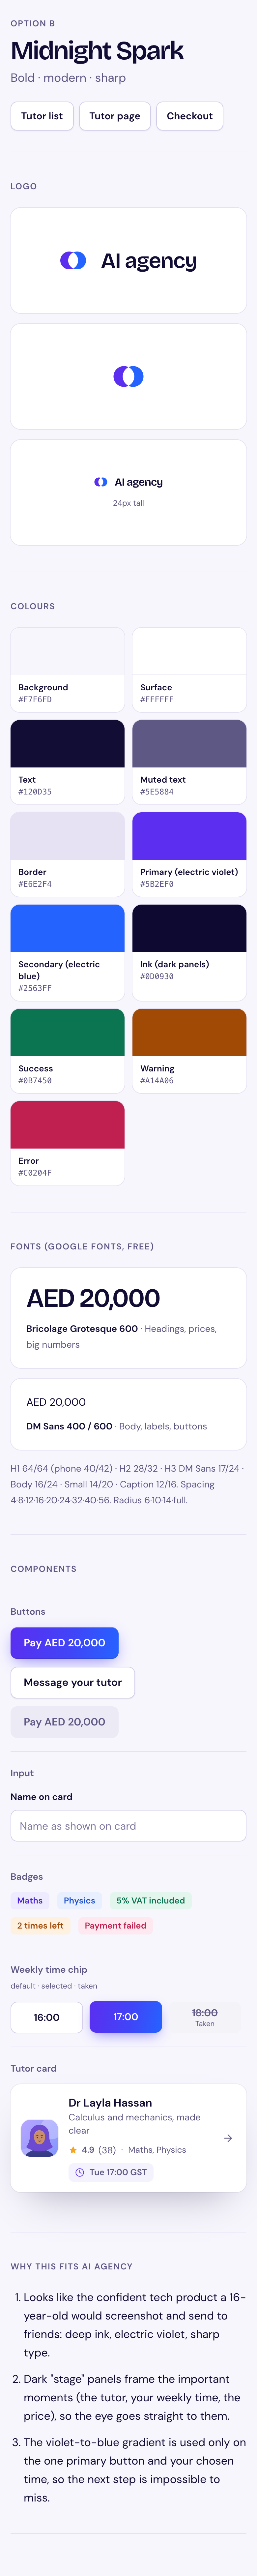 OPTION B
Midnight Spark
Bold · modern · sharp
Tutor list
Tutor page
Checkout
LOGO
AI agency
AI agency
24px tall
COLOURS
Background
#F7F6FD
Surface
#FFFFFF
Text
#120D35
Muted text
#5E5884
Border
#E6E2F4
Primary (electric violet)
#5B2EF0
Secondary (electric
blue)
#2563FF
Ink (dark panels)
#0D0930
Success
#0B7450
Warning
#A14A06
Error
#C0204F
FONTS (GOOGLE FONTS, FREE)
AED 20,000
Bricolage Grotesque 600 · Headings, prices,
big numbers
AED 20,000
DM Sans 400 / 600 · Body, labels, buttons
H1 64/64 (phone 40/42) · H2 28/32 · H3 DM Sans 17/24 ·
Body 16/24 · Small 14/20 · Caption 12/16. Spacing
4·8·12·16·20·24·32·40·56. Radius 6·10·14·full.
COMPONENTS
Buttons
Pay AED 20,000
Message your tutor
Pay AED 20,000
Input
Name on card
Name as shown on card
Badges
Maths
Physics
5% VAT included
2 times left
Payment failed
Weekly time chip
default · selected · taken
16:00
17:00
18:00
Taken
Tutor card
Dr Layla Hassan
Calculus and mechanics, made
clear
4.9 (38) · Maths, Physics
Tue 17:00 GST
WHY THIS FITS AI AGENCY
1. Looks like the confident tech product a 16-
year-old would screenshot and send to
friends: deep ink, electric violet, sharp
type.
2. Dark "stage" panels frame the important
moments (the tutor, your weekly time, the
price), so the eye goes straight to them.
3. The violet-to-blue gradient is used only on
the one primary button and your chosen
time, so the next step is impossible to
miss.